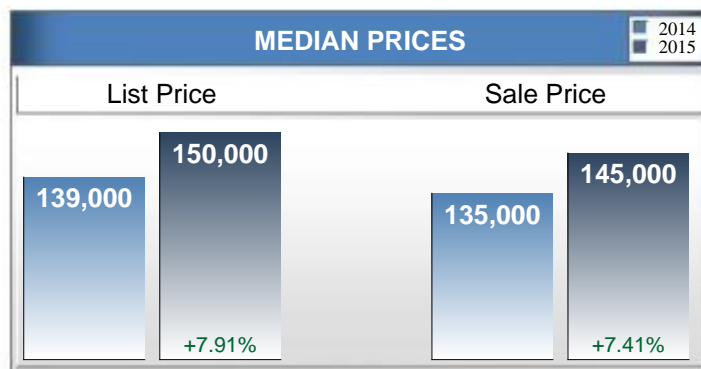 MEDIAN PRICES
2014
2015
List Price
Sale Price
139,000
150,000
+7.91%
135,000
145,000
+7.41%